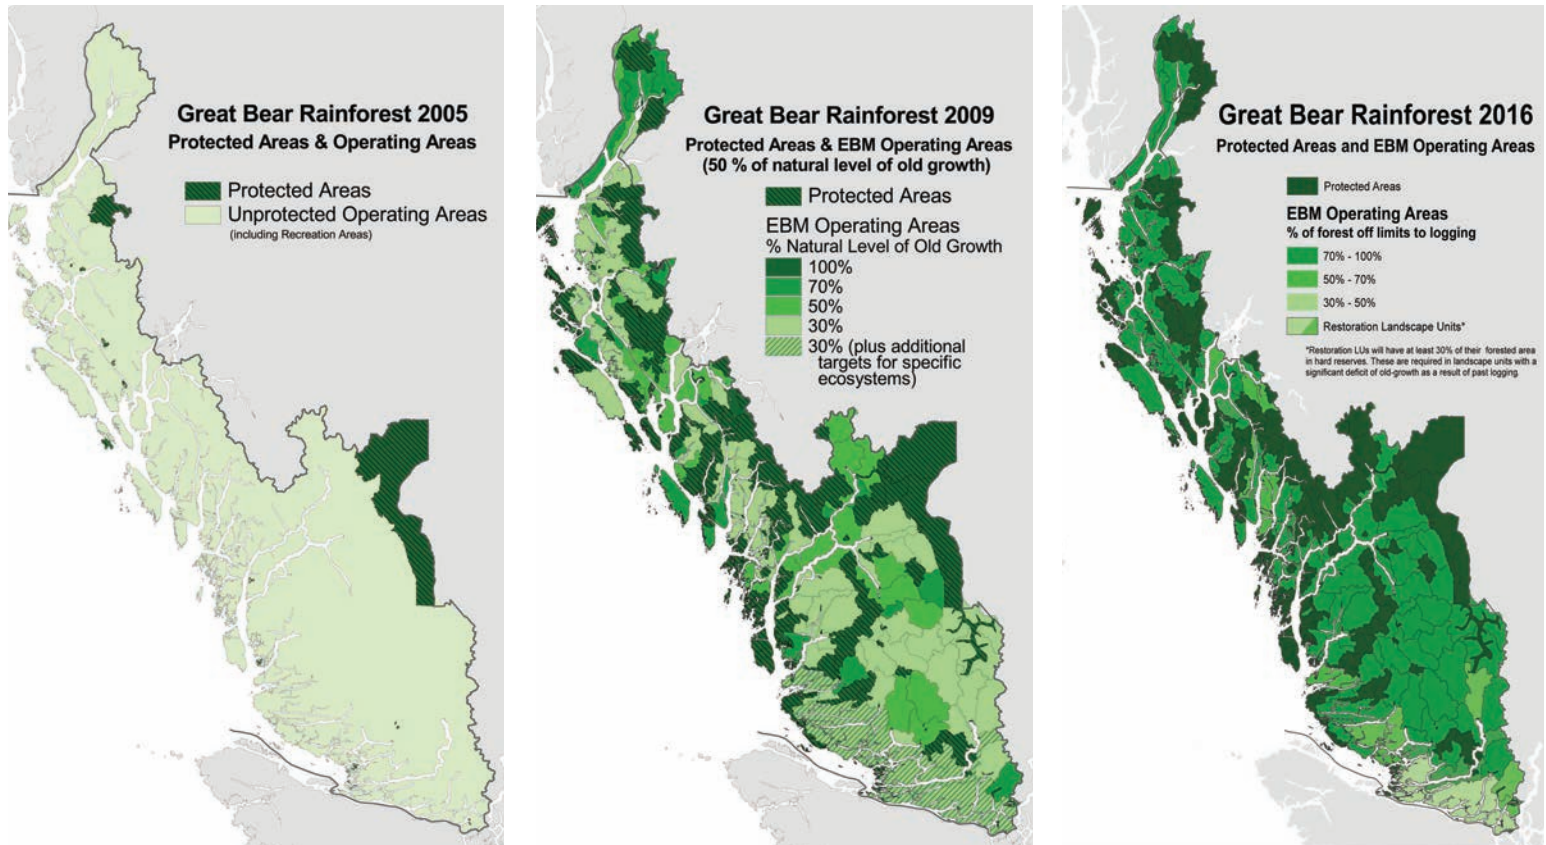 Great Bear Rainforest 2005
Protected Areas & Operating Areas
Protected Areas
Unprotected Operating Areas
(including Recreation Areas)
Great Bear Rainforest 2009
Protected Areas & EBM Operating Areas
(50 % of natural level of old growth)
Protected Areas
EBM Operating Areas
% Natural Level of Old Growth
100%
70%
50%
30%
30% (plus additional
targets for specific
ecosystems)
Great Bear Rainforest 2016
Protected Areas and EBM Operating Areas
Protected Areas
EBM Operating Areas
% of forest off limits to logging
70% - 100%
50% - 70%
30% - 50%
Restoration Landscape Units*
*Restoration LUs will have at least 30% of their forested area
in hard reserves. These are required in landscape units with a
significant deficit of old-growth as a result of past logging.